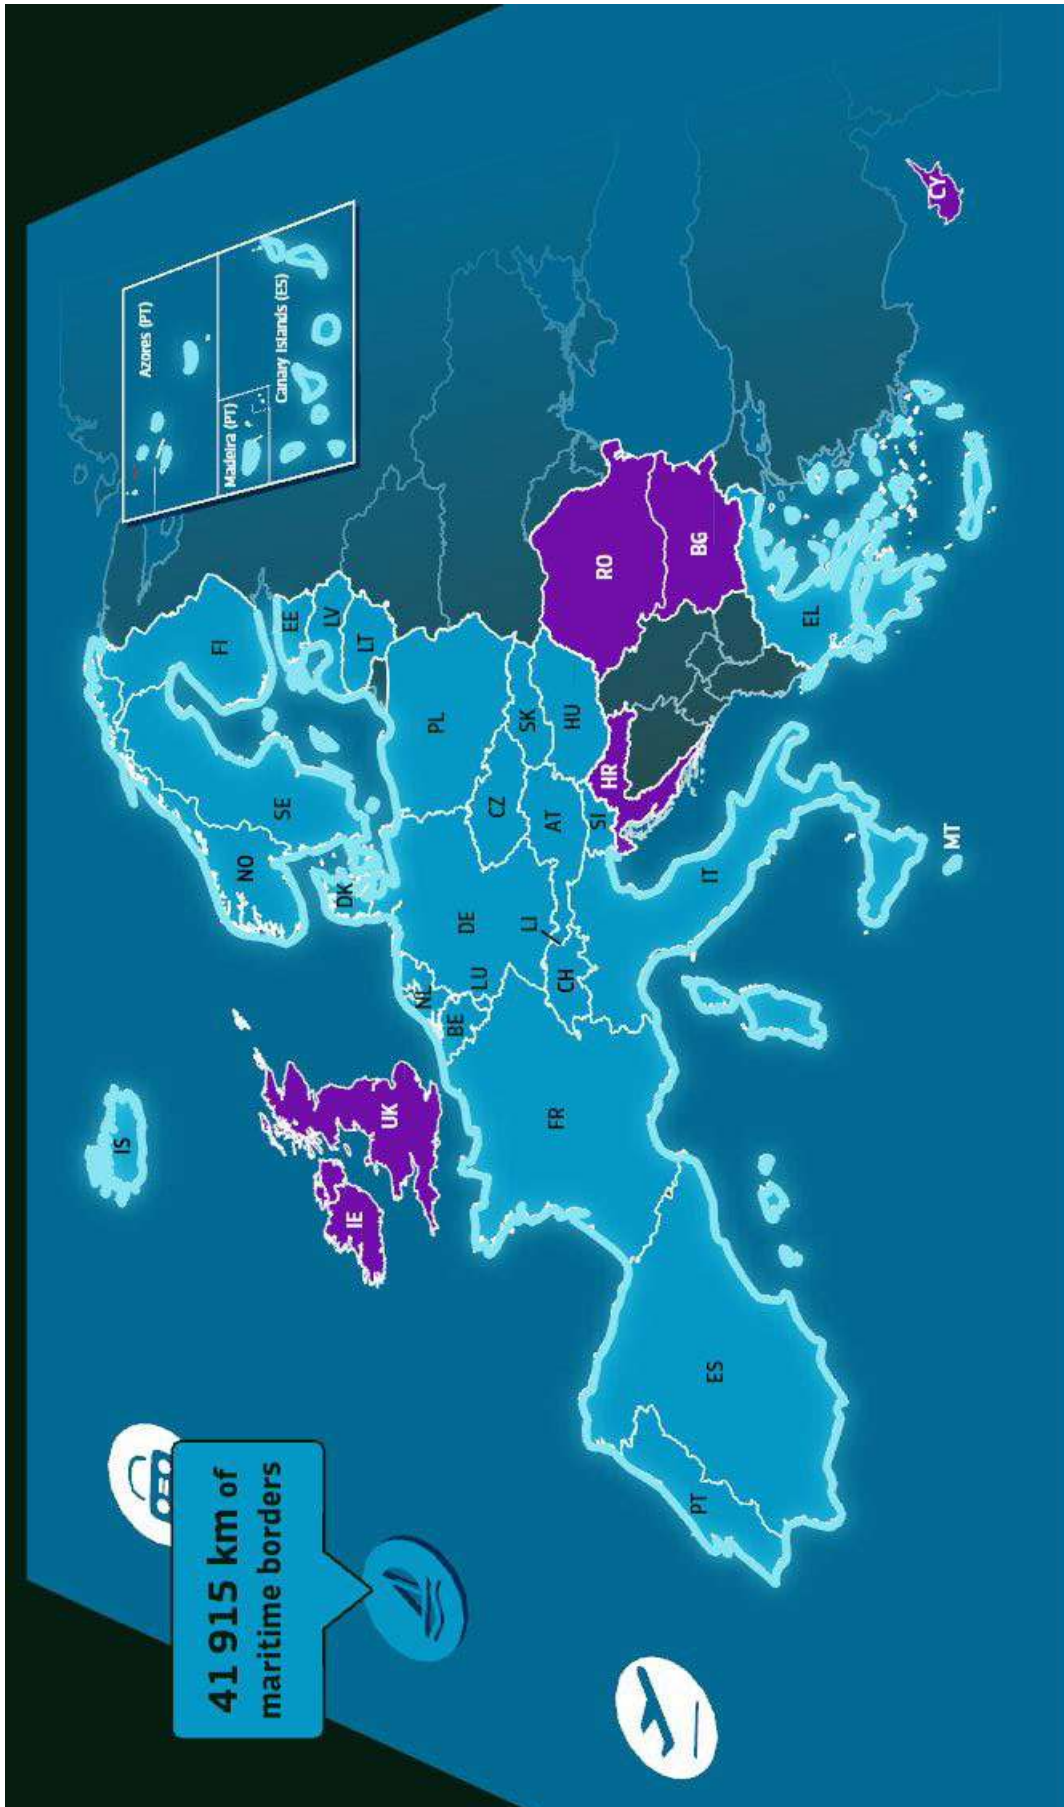 41 915 km of
maritime borders
Azores (PT)
Madeira (PT)
Canary Islands (ES)
IS
NO
SE
FI
EE
LV
LT
DK
IE
UK
NL
BE
LU
DE
PL
CZ
SK
LI
CH
AT
HU
SI
HR
RO
BG
FR
IT
PT
ES
EL
MT
CY